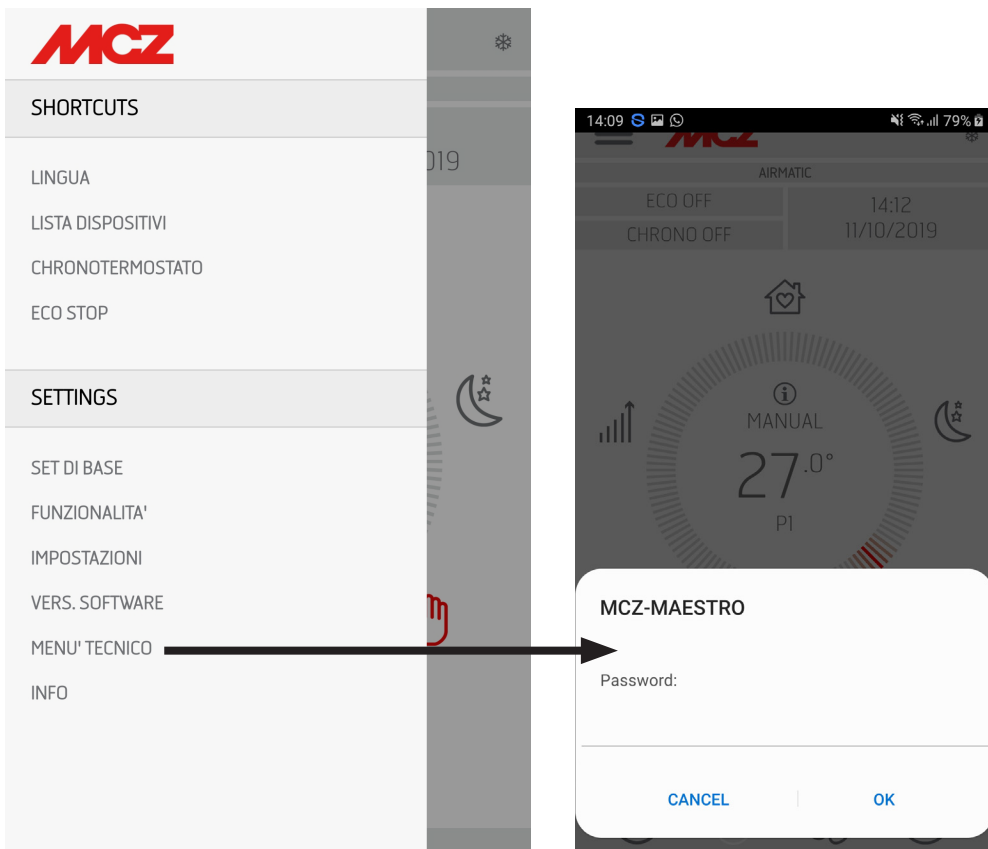 MCZ
SHORTCUTS
LINGUA
LISTA DISPOSITIVI
CHRONOTERMOSTATO
ECO STOP
SETTINGS
SET DI BASE
FUNZIONALITA'
IMPOSTAZIONI
VERS. SOFTWARE
MENU' TECNICO
INFO
019
14:09
79%
MCZ
AIRMATIC
ECO OFF
CHRONO OFF
14:12
11/10/2019
MANUAL
27.0°
P1
MCZ-MAESTRO
Password:
CANCEL
OK